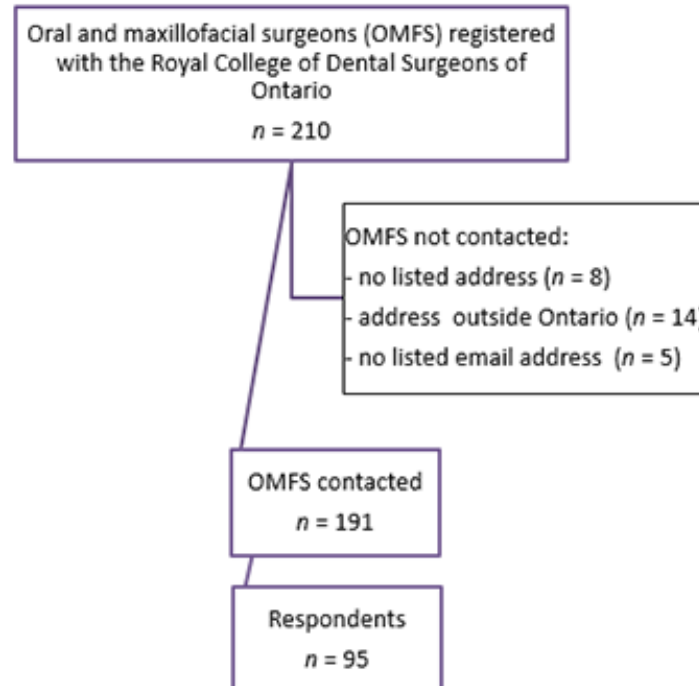 Oral and maxillofacial surgeons (OMFS) registered
with the Royal College of Dental Surgeons of
Ontario
n = 210
OMFS not contacted:
- no listed address (n = 8)
- address  outside Ontario (n = 14)
- no listed email address  (n = 5)
OMFS contacted
n = 191
Respondents
n = 95